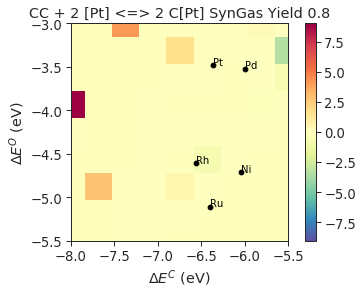 CC + 2 [Pt] <=> 2 C[Pt] SynGas Yield 0.8
−3.0
−3.5
−4.0
−4.5
−5.0
−5.5
ΔE^O (eV)
Pt
Pd
Rh
Ni
Ru
−8.0 −7.5 −7.0 −6.5 −6.0 −5.5
ΔE^C (eV)
7.5
5.0
2.5
0.0
−2.5
−5.0
−7.5